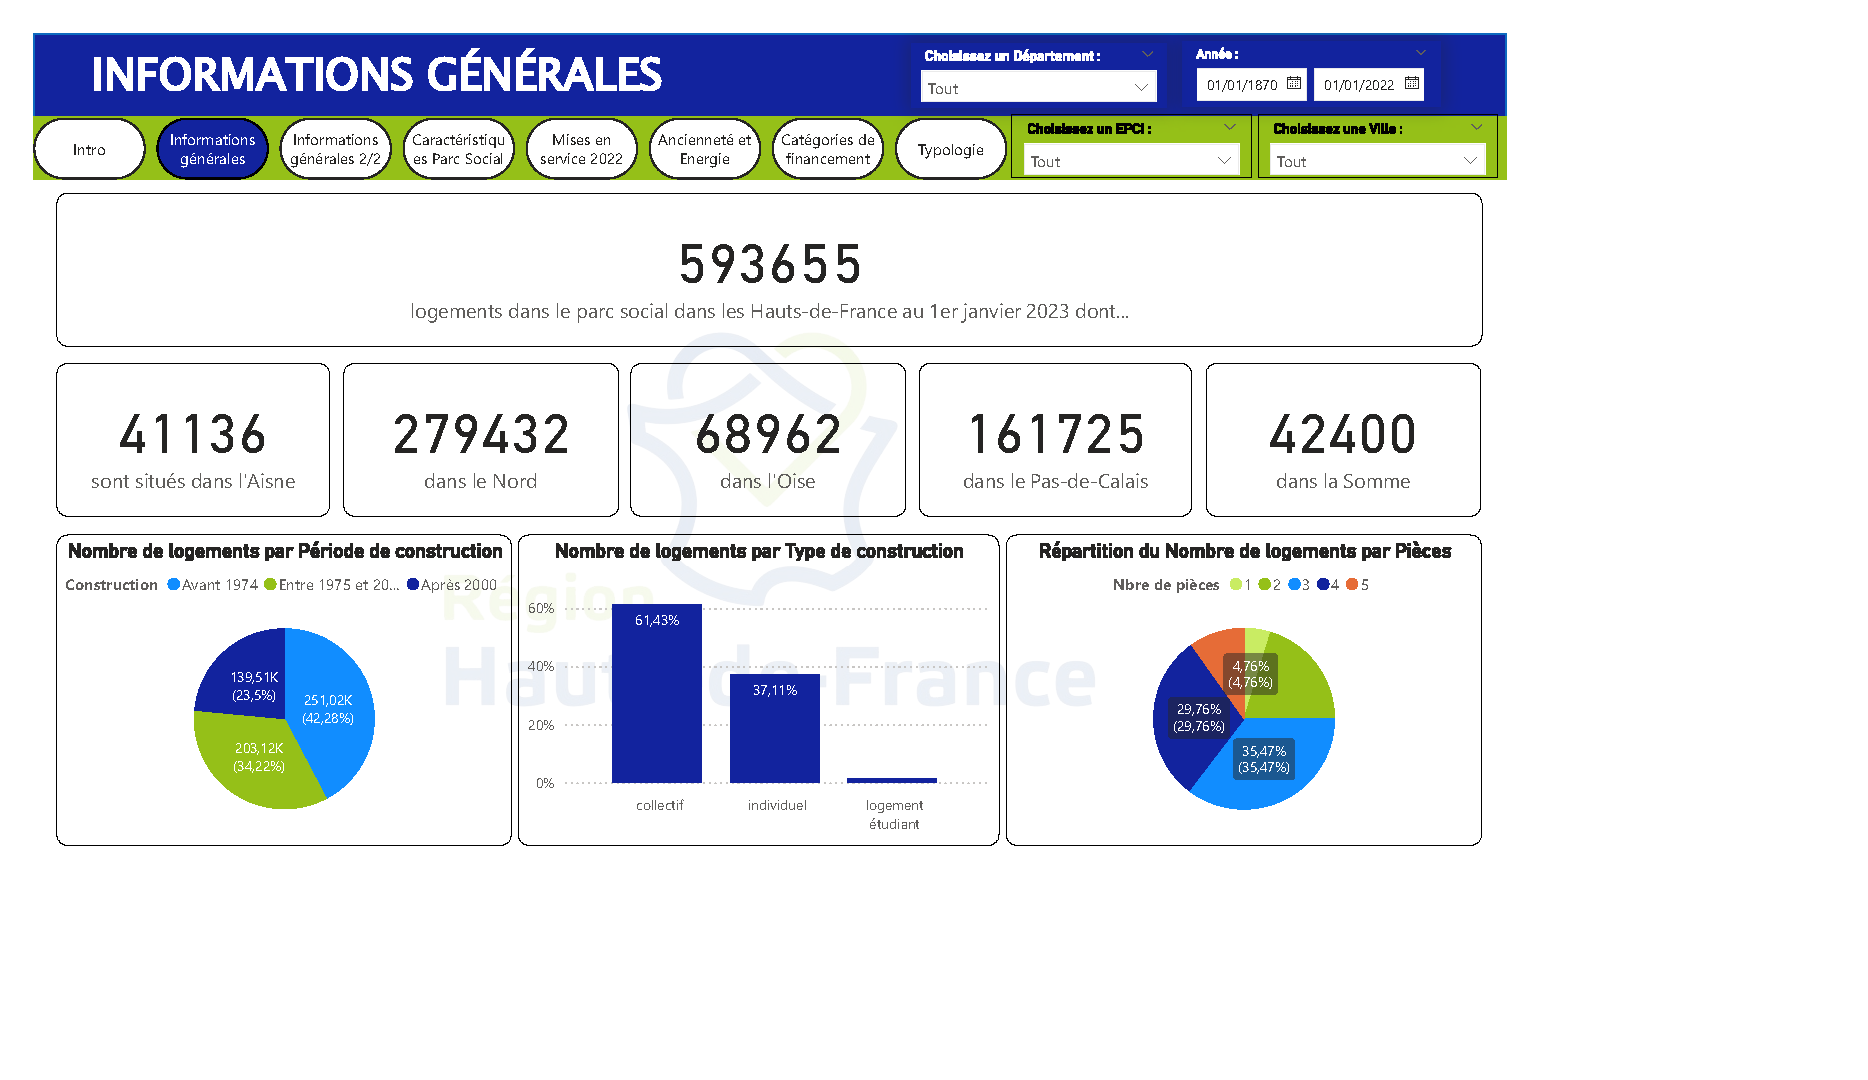 INFORMATIONS GÉNÉRALES
Choisissez un Département :
Tout
Année :
01/01/1870
01/01/2022
Intro
Informations
générales
Informations
générales 2/2
Caractéristiqu
es Parc Social
Mises en
service 2022
Ancienneté et
Energie
Catégories de
financement
Typologie
Choisissez un EPCI :
Tout
Choisissez une Ville :
Tout
593655
logements dans le parc social dans les Hauts-de-France au 1er janvier 2023 dont...
41136
sont situés dans l'Aisne
279432
dans le Nord
68962
dans l'Oise
161725
dans le Pas-de-Calais
42400
dans la Somme
Nombre de logements par Période de construction
Construction Avant 1974 Entre 1975 et 20... Après 2000
139,51K
(23,5%)
251,02K
(42,28%)
203,12K
(34,22%)
Nombre de logements par Type de construction
60%
61,43%
40%
37,11%
20%
0%
collectif
individuel
logement
étudiant
Répartition du Nombre de logements par Pièces
Nbre de pièces 1 2 3 4 5
4,76%
(4,76%)
29,76%
(29,76%)
35,47%
(35,47%)
Région
Hauts-de-France